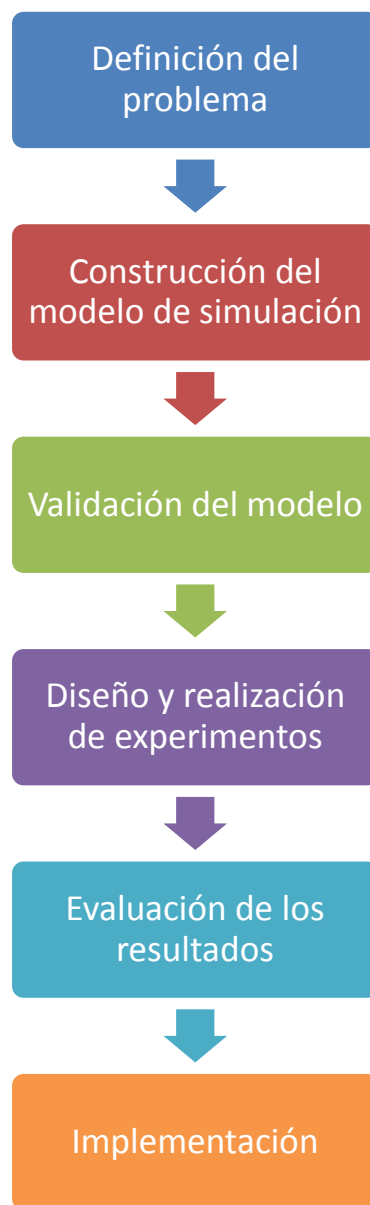 Definición del
problema
Construcción del
modelo de simulación
Validación del modelo
Diseño y realización
de experimentos
Evaluación de los
resultados
Implementación